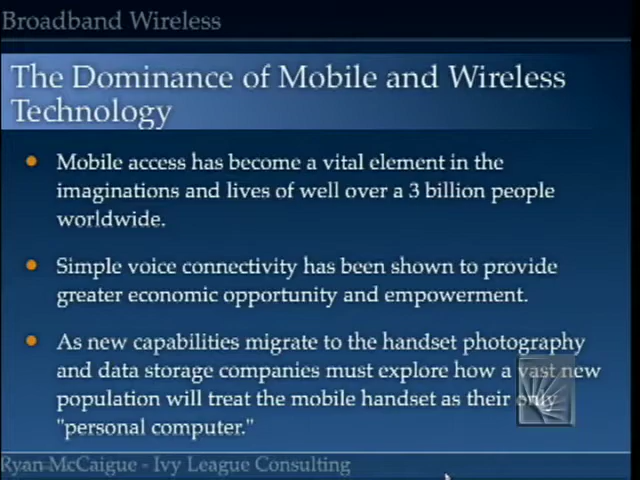 Broadband Wireless
The Dominance of Mobile and Wireless
Technology
Mobile access has become a vital element in the
imaginations and lives of well over a 3 billion people
worldwide.
Simple voice connectivity has been shown to provide
greater economic opportunity and empowerment.
As new capabilities migrate to the handset photography
and data storage companies must explore how a vast new
population will treat the mobile handset as their only
"personal computer."
Ryan McCaigue - Ivy League Consulting